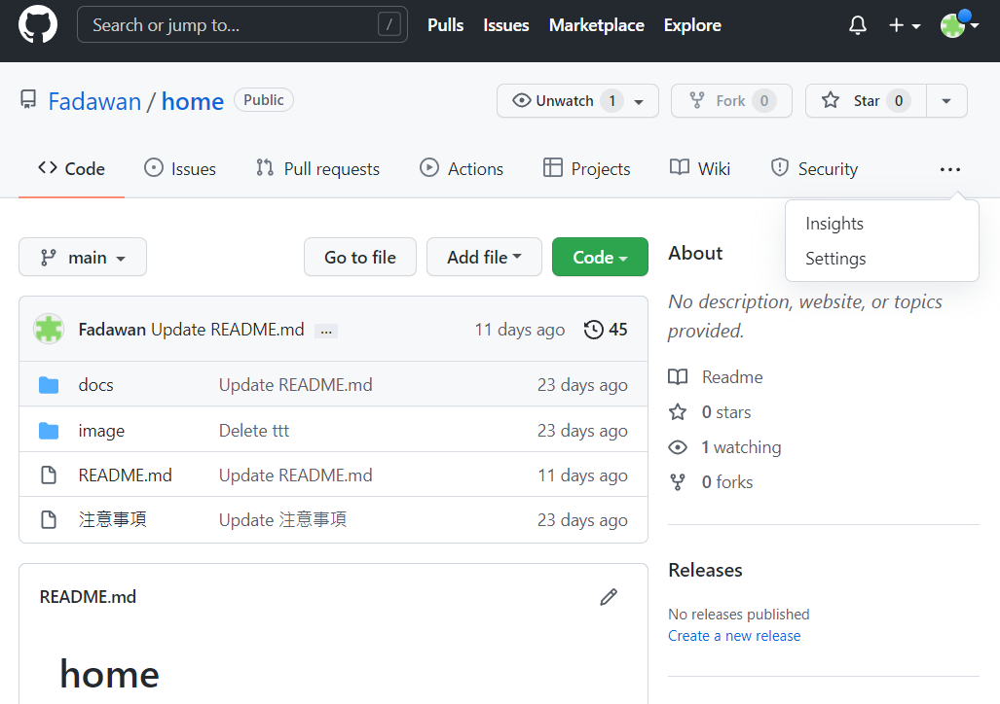 Search or jump to... / Pulls Issues Marketplace Explore
Fadawan / home Public Unwatch 1 Fork 0 Star 0
Code Issues Pull requests Actions Projects Wiki Security ...
Insights
Settings
main Go to file Add file Code
Fadawan Update README.md ... 11 days ago 45
docs Update README.md 23 days ago
image Delete ttt 23 days ago
README.md Update README.md 11 days ago
注意事項 Update 注意事項 23 days ago
README.md
home
About
No description, website, or topics
provided.
Readme
0 stars
1 watching
0 forks
Releases
No releases published
Create a new release